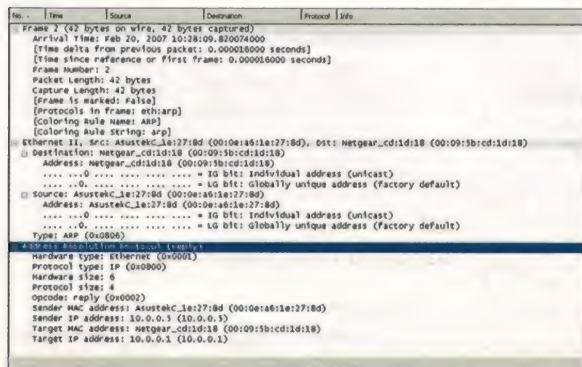 No. . Time Source Destination Protocol Info
Frame 2 (42 bytes on wire, 42 bytes captured)
Arrival Time: Feb 20, 2007 10:28:09.820074000
[Time delta from previous packet: 0.000016000 seconds]
[Time since reference or first frame: 0.000016000 seconds]
Frame Number: 2
Packet Length: 42 bytes
Capture Length: 42 bytes
[Frame is marked: False]
[Protocols in frame: eth:arp]
[Coloring Rule Name: ARP]
[Coloring Rule String: arp]
Ethernet II, Src: AsustekC_1e:27:8d (00:0e:a6:1e:27:8d), Dst: Netgear_cd:1d:18 (00:09:5b:cd:1d:18)
Destination: Netgear_cd:1d:18 (00:09:5b:cd:1d:18)
Address: Netgear_cd:1d:18 (00:09:5b:cd:1d:18)
.... ...0 .... .... .... .... = IG bit: Individual address (unicast)
.... ..0. .... .... .... .... = LG bit: Globally unique address (factory default)
Source: AsustekC_1e:27:8d (00:0e:a6:1e:27:8d)
Address: AsustekC_1e:27:8d (00:0e:a6:1e:27:8d)
.... ...0 .... .... .... .... = IG bit: Individual address (unicast)
.... ..0. .... .... .... .... = LG bit: Globally unique address (factory default)
Type: ARP (0x0806)
Address Resolution Protocol (reply)
Hardware type: Ethernet (0x0001)
Protocol type: IP (0x0800)
Hardware size: 6
Protocol size: 4
Opcode: reply (0x0002)
Sender MAC address: AsustekC_1e:27:8d (00:0e:a6:1e:27:8d)
Sender IP address: 10.0.0.5 (10.0.0.5)
Target MAC address: Netgear_cd:1d:18 (00:09:5b:cd:1d:18)
Target IP address: 10.0.0.1 (10.0.0.1)